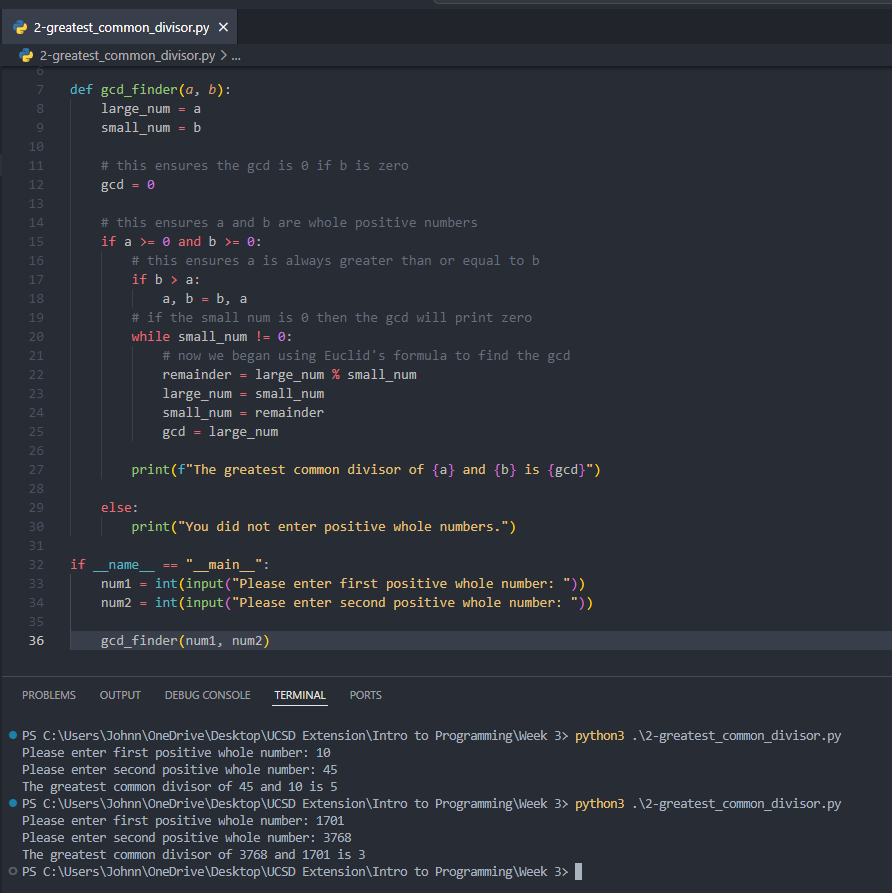 2-greatest_common_divisor.py ×
2-greatest_common_divisor.py > ...
6
7 def gcd_finder(a, b):
8     large_num = a
9     small_num = b
10
11     # this ensures the gcd is 0 if b is zero
12     gcd = 0
13
14     # this ensures a and b are whole positive numbers
15     if a >= 0 and b >= 0:
16         # this ensures a is always greater than or equal to b
17         if b > a:
18             a, b = b, a
19         # if the small num is 0 then the gcd will print zero
20         while small_num != 0:
21             # now we began using Euclid's formula to find the gcd
22             remainder = large_num % small_num
23             large_num = small_num
24             small_num = remainder
25             gcd = large_num
26
27         print(f"The greatest common divisor of {a} and {b} is {gcd}")
28
29     else:
30         print("You did not enter positive whole numbers.")
31
32 if __name__ == "__main__":
33     num1 = int(input("Please enter first positive whole number: "))
34     num2 = int(input("Please enter second positive whole number: "))
35
36     gcd_finder(num1, num2)
PROBLEMS OUTPUT DEBUG CONSOLE TERMINAL PORTS
PS C:\Users\Johnn\OneDrive\Desktop\UCSD Extension\Intro to Programming\Week 3> python3 .\2-greatest_common_divisor.py
Please enter first positive whole number: 10
Please enter second positive whole number: 45
The greatest common divisor of 45 and 10 is 5
PS C:\Users\Johnn\OneDrive\Desktop\UCSD Extension\Intro to Programming\Week 3> python3 .\2-greatest_common_divisor.py
Please enter first positive whole number: 1701
Please enter second positive whole number: 3768
The greatest common divisor of 3768 and 1701 is 3
PS C:\Users\Johnn\OneDrive\Desktop\UCSD Extension\Intro to Programming\Week 3>